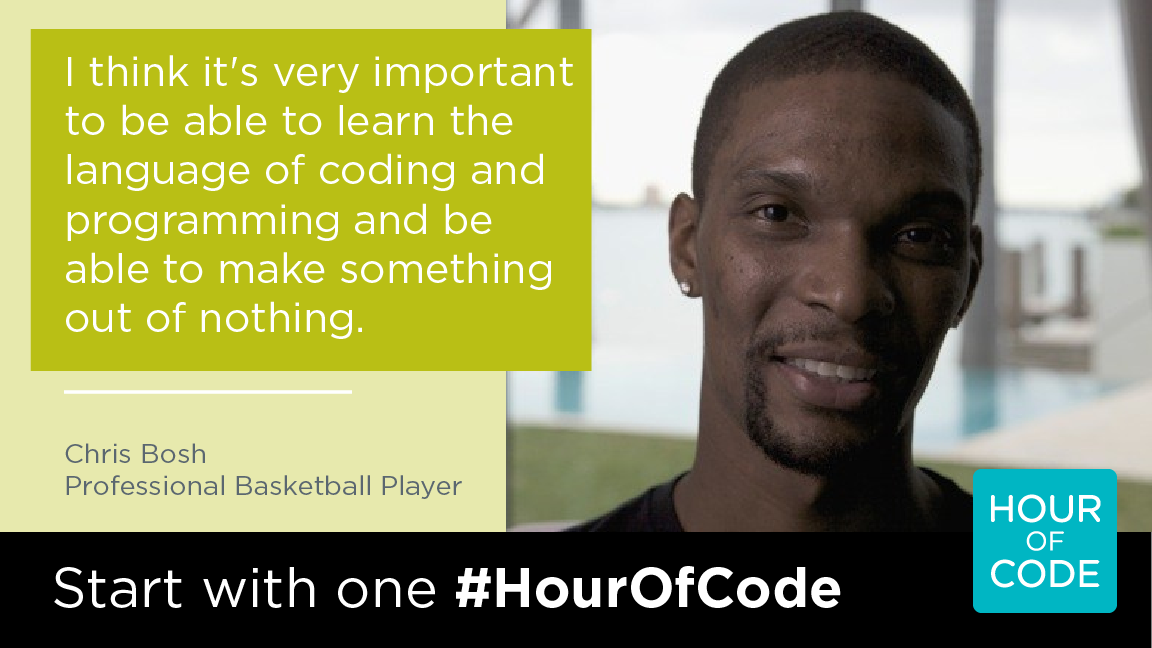 I think it's very important
to be able to learn the
language of coding and
programming and be
able to make something
out of nothing.
Chris Bosh
Professional Basketball Player
Start with one #HourOfCode
HOUR
OF
CODE